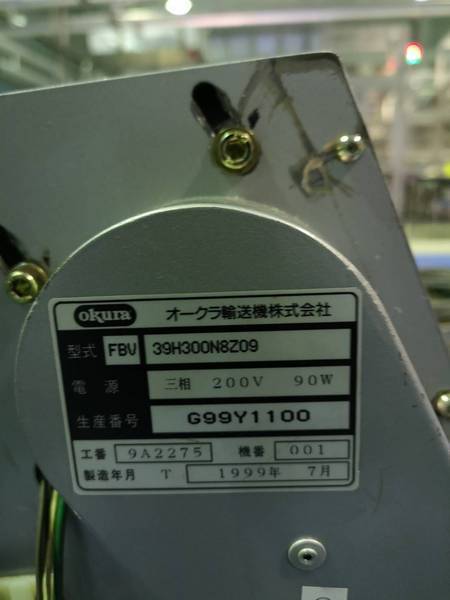 okura オークラ輸送機株式会社
型式 FBV 39H300N8Z09
電源 三相 200V 90W
生産番号 G99Y1100
工番 9A2275 機番 001
製造年月 T 1999年 7月